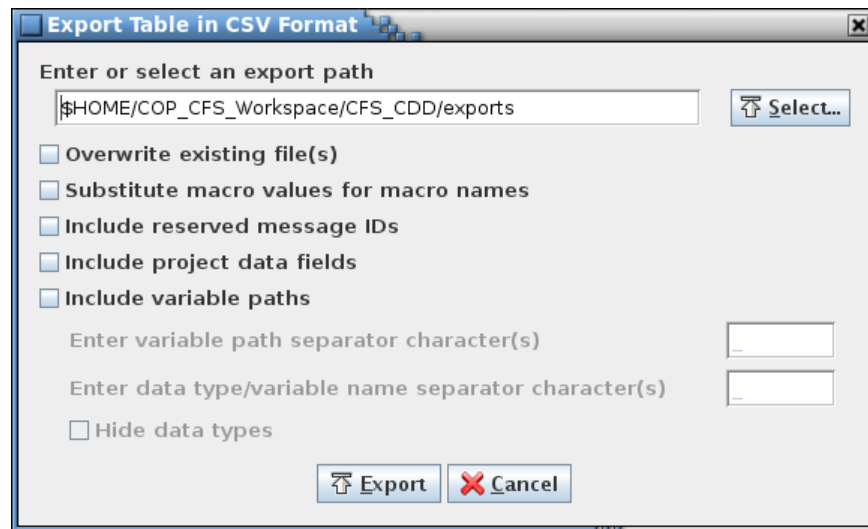 Export Table in CSV Format
Enter or select an export path
$HOME/COP_CFS_Workspace/CFS_CDD/exports
Select...
Overwrite existing file(s)
Substitute macro values for macro names
Include reserved message IDs
Include project data fields
Include variable paths
Enter variable path separator character(s)
_
Enter data type/variable name separator character(s)
_
Hide data types
Export
Cancel